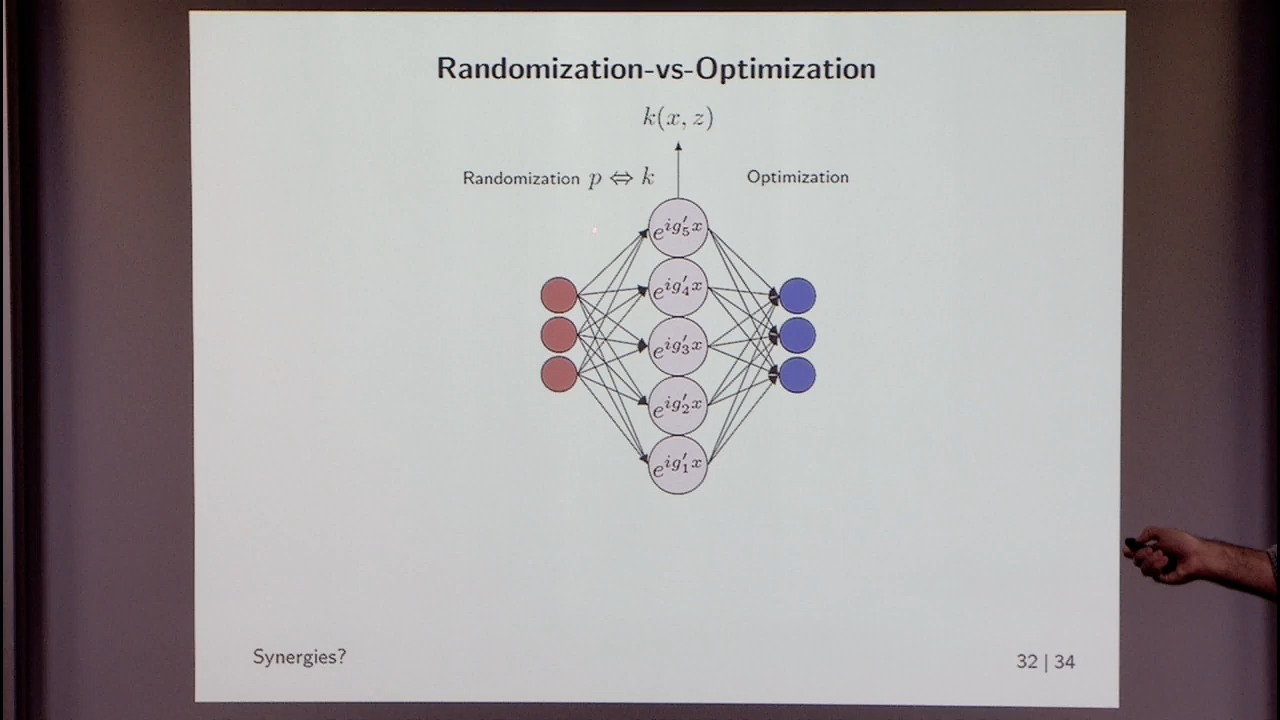 Randomization-vs-Optimization
k(x, z)
Randomization p ⇔ k
Optimization
e^{ig'_5x}
e^{ig'_4x}
e^{ig'_3x}
e^{ig'_2x}
e^{ig'_1x}
Synergies?
32 | 34